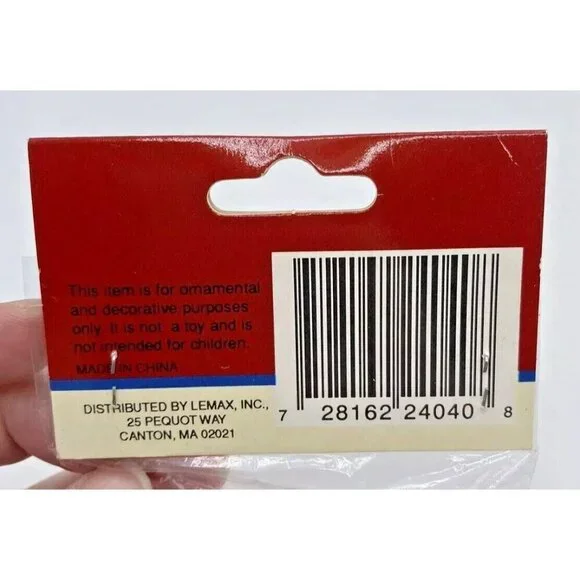 This item is for ornamental
and decorative purposes
only. It is not a toy and is
not intended for children.
MADE IN CHINA
DISTRIBUTED BY LEMAX, INC.,
25 PEQUOT WAY
CANTON, MA 02021
7 28162 24040 8